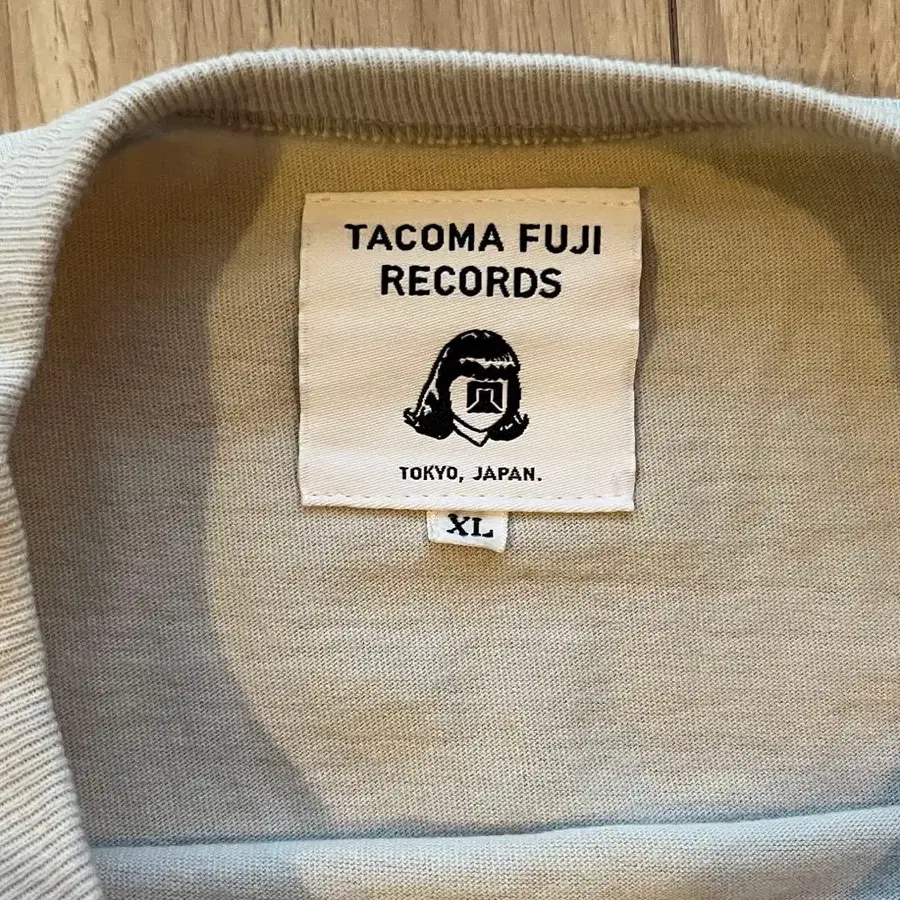 TACOMA FUJI
RECORDS
TOKYO, JAPAN.
XL